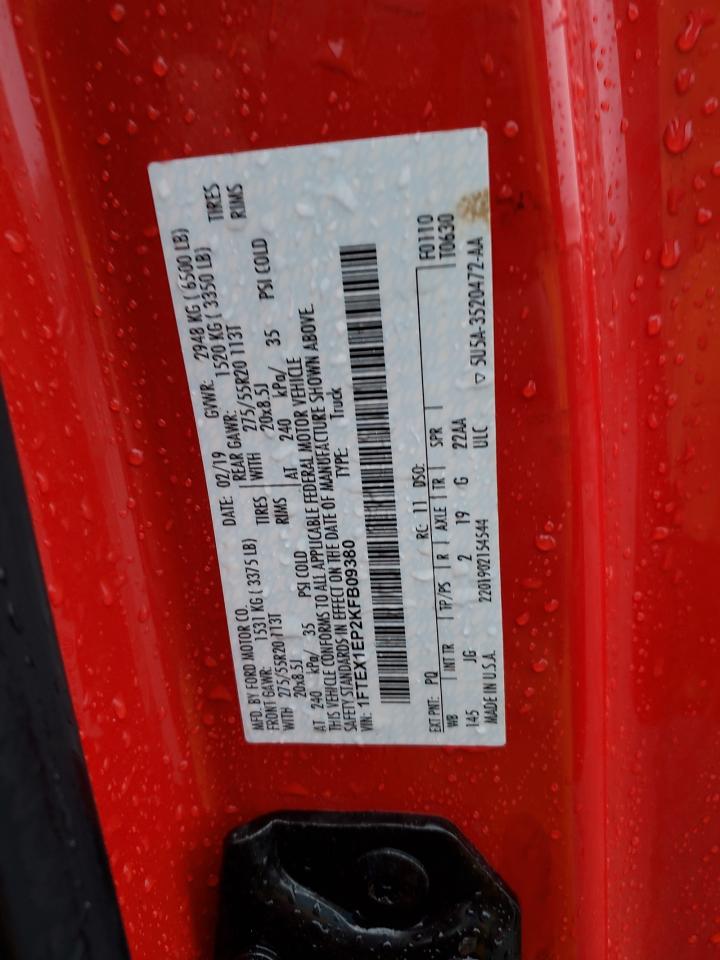 MFD. BY FORD MOTOR CO. DATE: 02/19 GVWR: 2948 KG ( 6500 LB)
FRONT GAWR: 1531 KG ( 3375 LB) REAR GAWR: 1520 KG ( 3350 LB)
WITH 275/55R20 113T TIRES WITH 275/55R20 113T TIRES
20x8.5J RIMS 20x8.5J RIMS
AT 240 kPa/ 35 PSI COLD AT 240 kPa/ 35 PSI COLD
THIS VEHICLE CONFORMS TO ALL APPLICABLE FEDERAL MOTOR VEHICLE
SAFETY STANDARDS IN EFFECT ON THE DATE OF MANUFACTURE SHOWN ABOVE.
VIN: 1FTEX1EP2KFB09380 TYPE: Truck
EXT PNT: PQ RC: 11 DSO: F0110
WB INT TR TP/PS R AXLE TR SPR T0630
145 JG 2 19 G 22AA
MADE IN U.S.A. 2201902154544 ULC ▽ 5U5A-3520472-AA